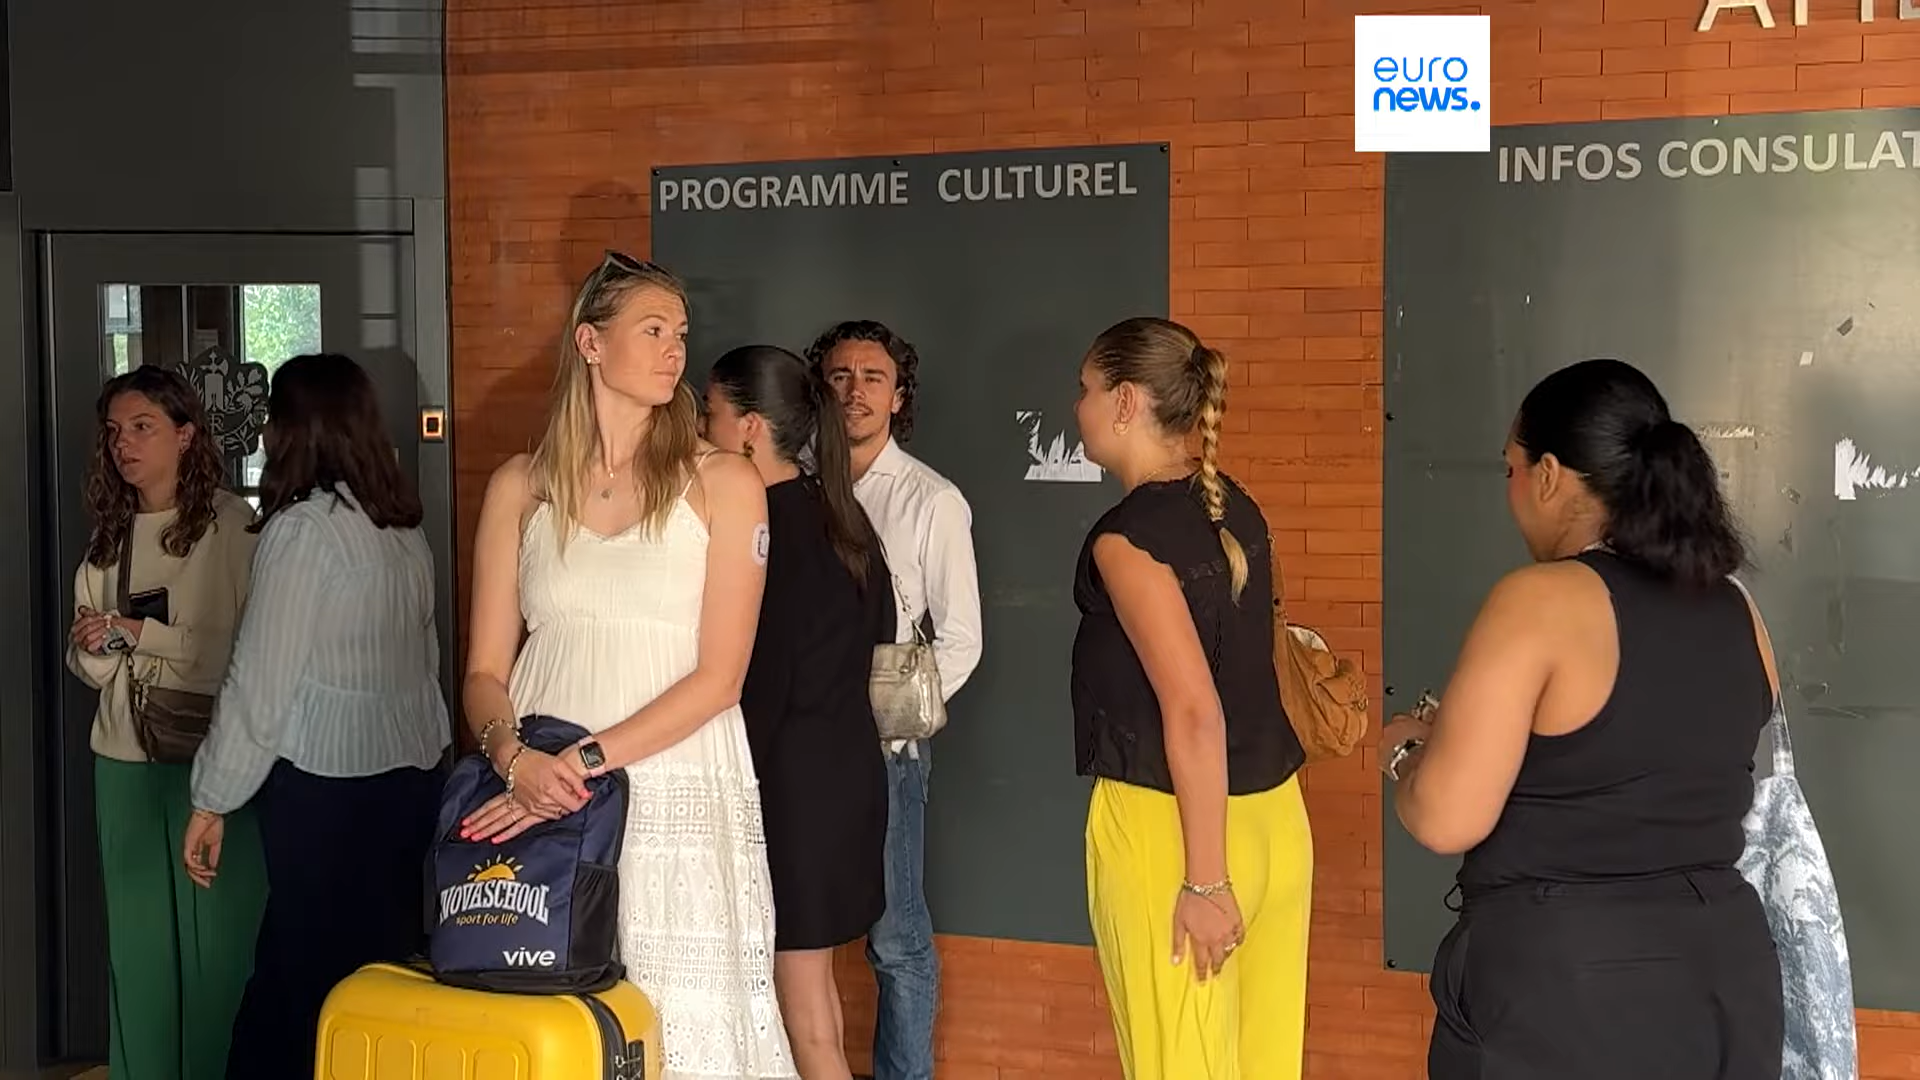 euro
news.
PROGRAMME CULTUREL
INFOS CONSULAT
NOVASCHOOL
sport for life
vive